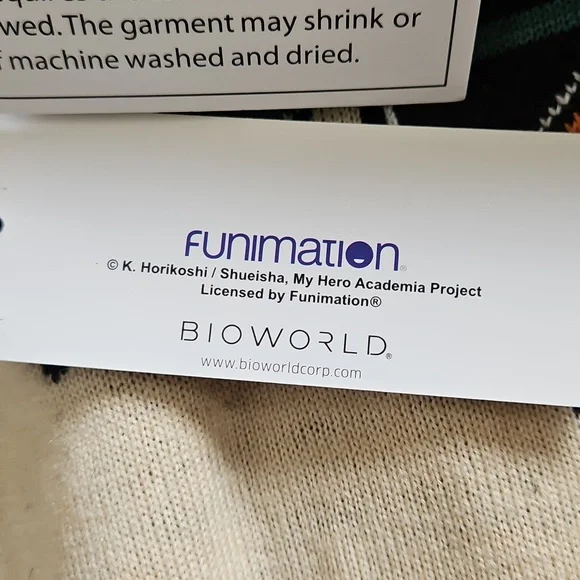 wed. The garment may shrink or
machine washed and dried.
FUNIMATION®
© K. Horikoshi / Shueisha, My Hero Academia Project
Licensed by Funimation®
BIOWORLD®
www.bioworldcorp.com